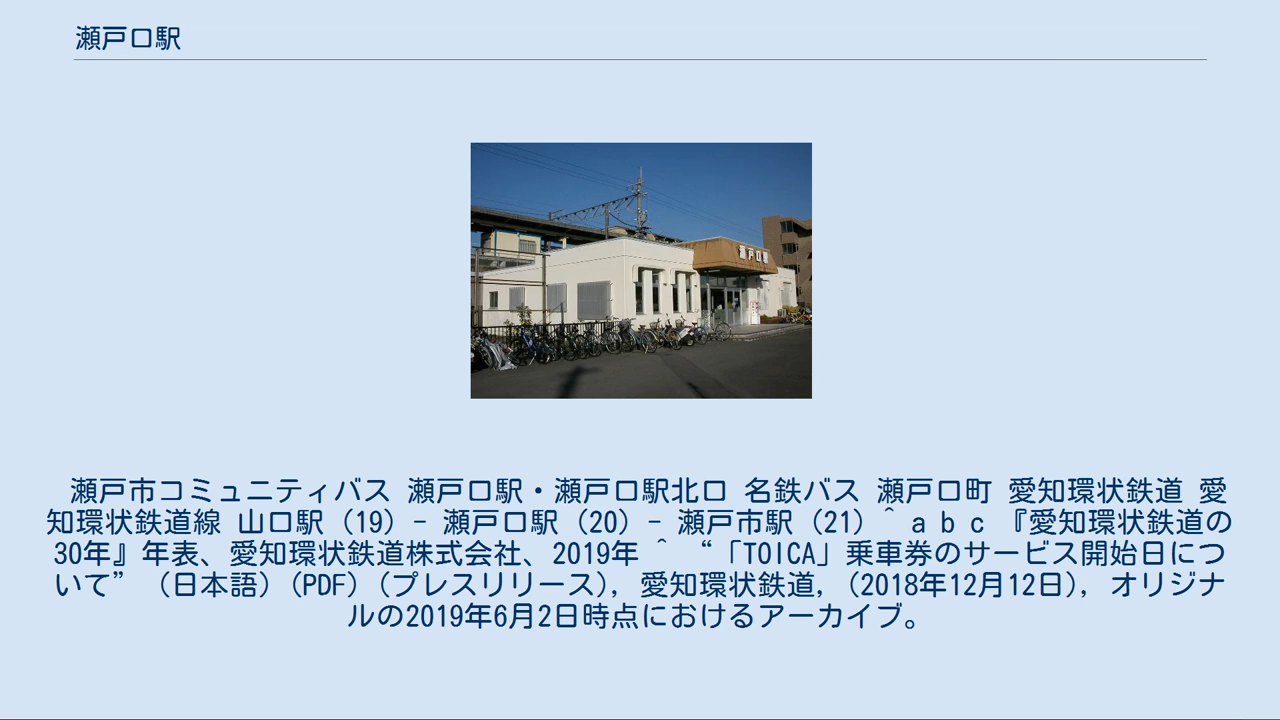 瀬戸口駅
瀬戸口駅
瀬戸市コミュニティバス 瀬戸口駅・瀬戸口駅北口 名鉄バス 瀬戸口町 愛知環状鉄道 愛
知環状鉄道線 山口駅 (19) - 瀬戸口駅 (20) - 瀬戸市駅 (21) ^ a b c 『愛知環状鉄道の
30年』年表、愛知環状鉄道株式会社、2019年 ^ “「TOICA」乗車券のサービス開始日につ
いて” （日本語）(PDF)（プレスリリース）, 愛知環状鉄道, (2018年12月12日), オリジナ
ルの2019年6月2日時点におけるアーカイブ。